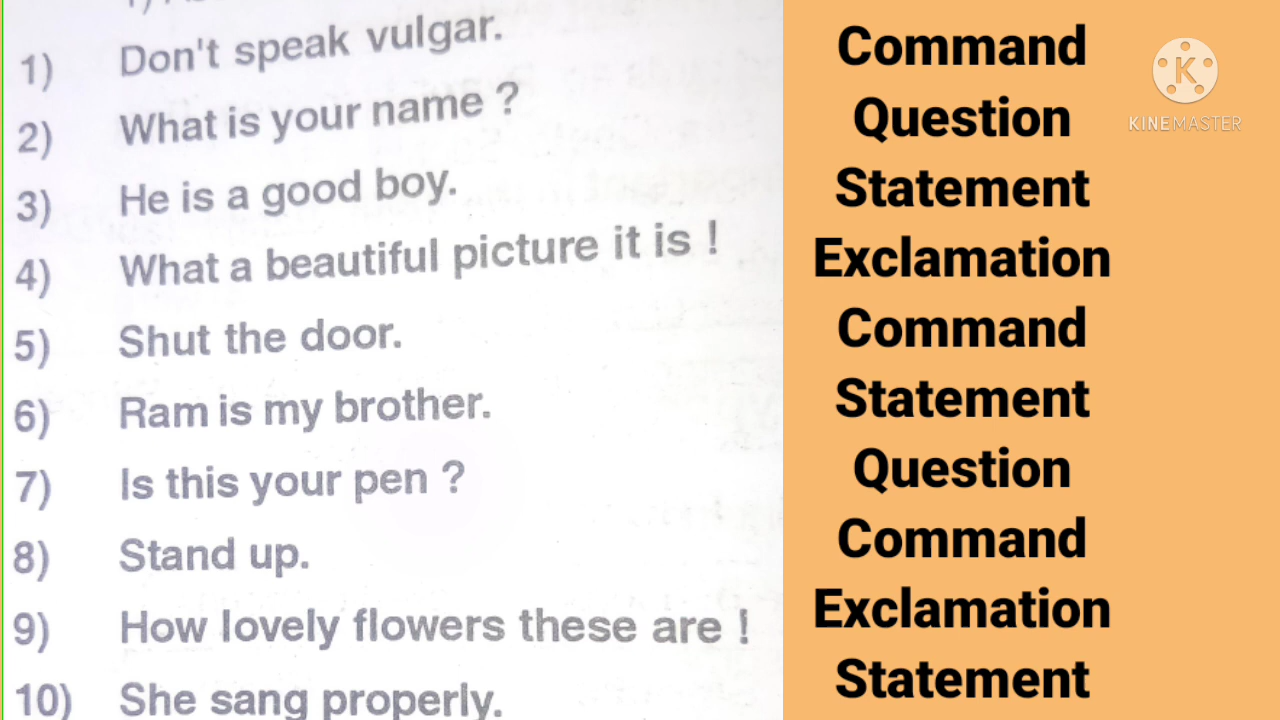 1) Don't speak vulgar. Command
2) What is your name ? Question
3) He is a good boy. Statement
4) What a beautiful picture it is ! Exclamation
5) Shut the door. Command
6) Ram is my brother. Statement
7) Is this your pen ? Question
8) Stand up. Command
9) How lovely flowers these are ! Exclamation
10) She sang properly. Statement
K
KINEMASTER